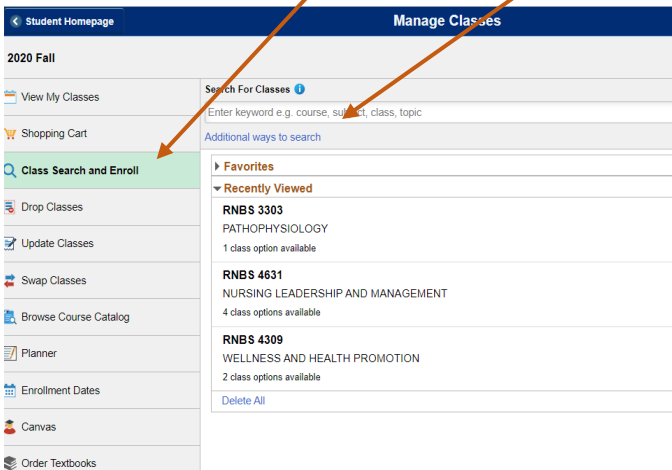 Student Homepage
Manage Classes
2020 Fall
View My Classes
Shopping Cart
Class Search and Enroll
Drop Classes
Update Classes
Swap Classes
Browse Course Catalog
Planner
Enrollment Dates
Canvas
Order Textbooks
Search For Classes
Enter keyword e.g. course, subject, class, topic
Additional ways to search
Favorites
Recently Viewed
RNBS 3303
PATHOPHYSIOLOGY
1 class option available
RNBS 4631
NURSING LEADERSHIP AND MANAGEMENT
4 class options available
RNBS 4309
WELLNESS AND HEALTH PROMOTION
2 class options available
Delete All